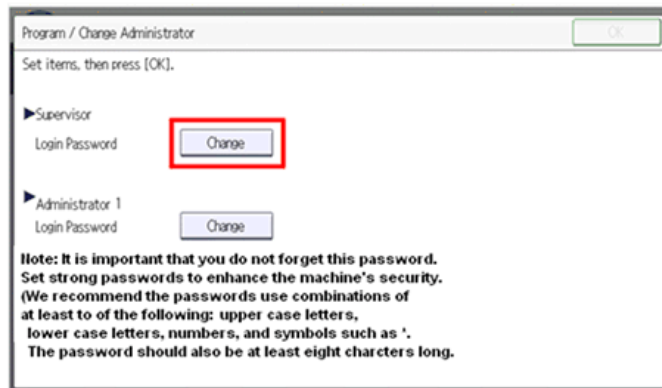 Program / Change Administrator
OK
Set items, then press [OK].
▶Supervisor
Login Password
Change
▶Administrator 1
Login Password
Change
Note: It is important that you do not forget this password.
Set strong passwords to enhance the machine's security.
(We recommend the passwords use combinations of
at least to of the following: upper case letters,
lower case letters, numbers, and symbols such as '.
The password should also be at least eight charcters long.